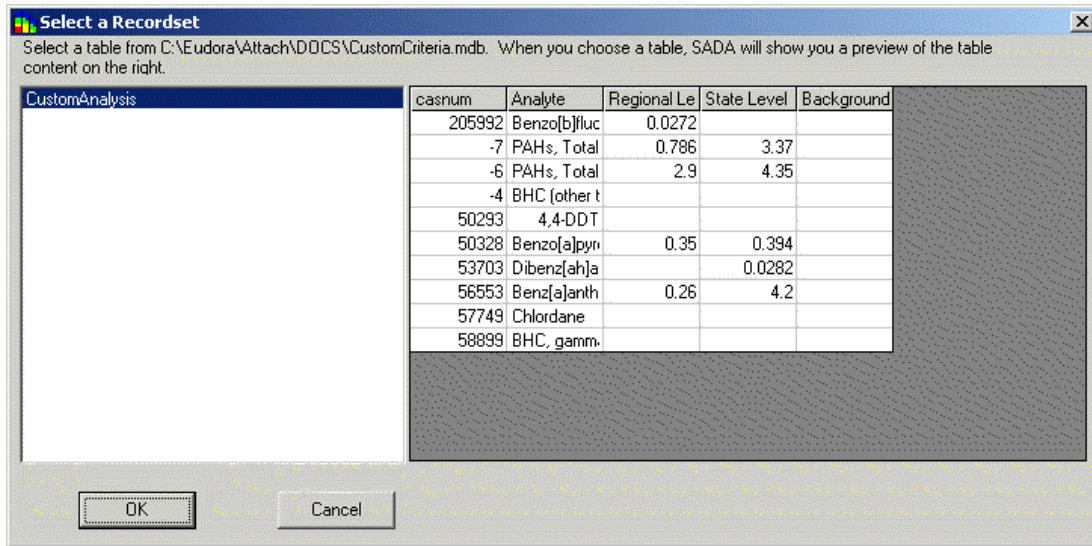 Select a Recordset
Select a table from C:\Eudora\Attach\DOCS\CustomCriteria.mdb. When you choose a table, SADA will show you a preview of the table
content on the right.
CustomAnalysis
casnum Analyte Regional Le State Level Background
205992 Benzo[b]fluc 0.0272
-7 PAHs, Total 0.786 3.37
-6 PAHs, Total 2.9 4.35
-4 BHC (other t
50293 4,4-DDT
50328 Benzo[a]pyr 0.35 0.394
53703 Dibenz[ah]a 0.0282
56553 Benz[a]anth 0.26 4.2
57749 Chlordane
58899 BHC, gamm
OK Cancel